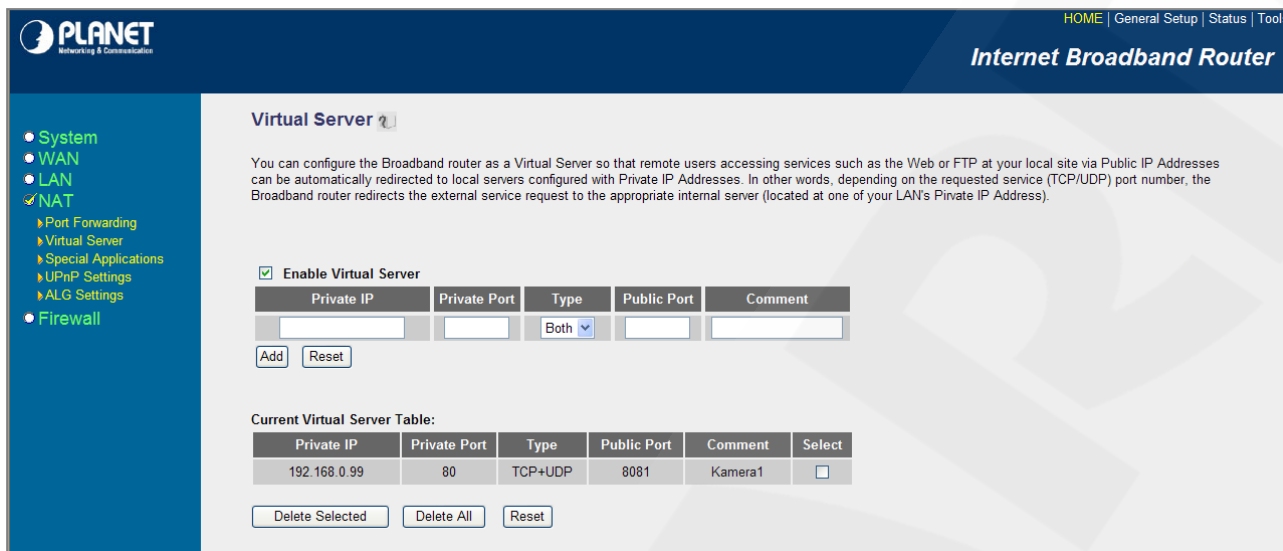 PLANET
Networking & Communication
HOME | General Setup | Status | Tool
Internet Broadband Router
System
WAN
LAN
NAT
Port Forwarding
Virtual Server
Special Applications
UPnP Settings
ALG Settings
Firewall
Virtual Server
You can configure the Broadband router as a Virtual Server so that remote users accessing services such as the Web or FTP at your local site via Public IP Addresses
can be automatically redirected to local servers configured with Private IP Addresses. In other words, depending on the requested service (TCP/UDP) port number, the
Broadband router redirects the external service request to the appropriate internal server (located at one of your LAN's Private IP Address).
Enable Virtual Server
Private IP Private Port Type Public Port Comment
Both
Add Reset
Current Virtual Server Table:
Private IP Private Port Type Public Port Comment Select
192.168.0.99 80 TCP+UDP 8081 Kamera1
Delete Selected Delete All Reset